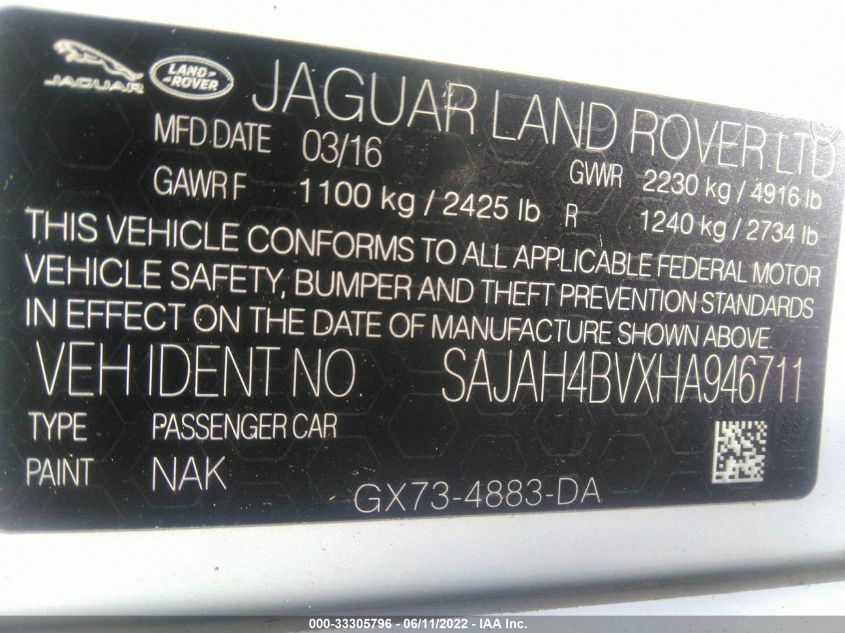 JAGUAR LAND ROVER JAGUAR LAND ROVER LTD
MFD.DATE 03/16 GWWR 2230 kg / 4916 lb
GAWR F 1100 kg / 2425 lb R 1240 kg / 2734 lb
THIS VEHICLE CONFORMS TO ALL APPLICABLE FEDERAL MOTOR
VEHICLE SAFETY, BUMPER AND THEFT PREVENTION STANDARDS
IN EFFECT ON THE DATE OF MANUFACTURE SHOWN ABOVE.
VEH IDENT NO. SAJAH4BVXHA946711
TYPE PASSENGER CAR
PAINT NAK
GX73-4883-DA
000-33305796 - 06/11/2022 - IAA Inc.